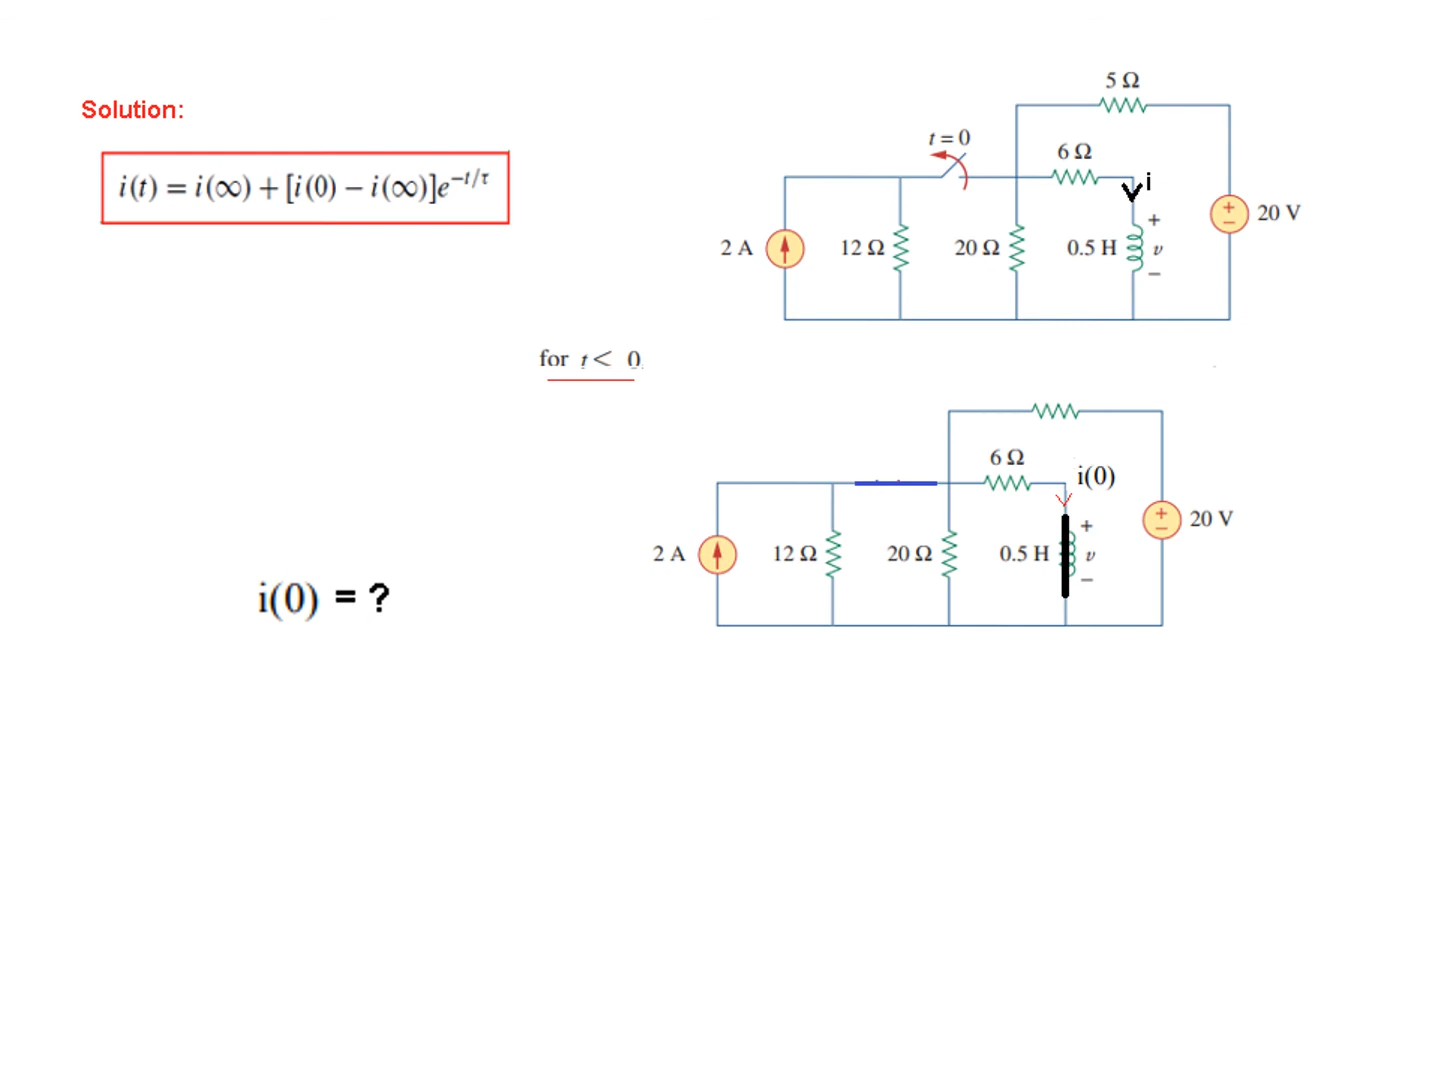 Solution:
i(t) = i(∞) + [i(0) − i(∞)]e^{−t/τ}
5 Ω
t = 0
6 Ω
i
+
+
−
20 V
2 A
12 Ω
20 Ω
0.5 H
v
−
for t < 0
6 Ω
i(0)
+
+
−
20 V
2 A
12 Ω
20 Ω
0.5 H
v
−
i(0) = ?